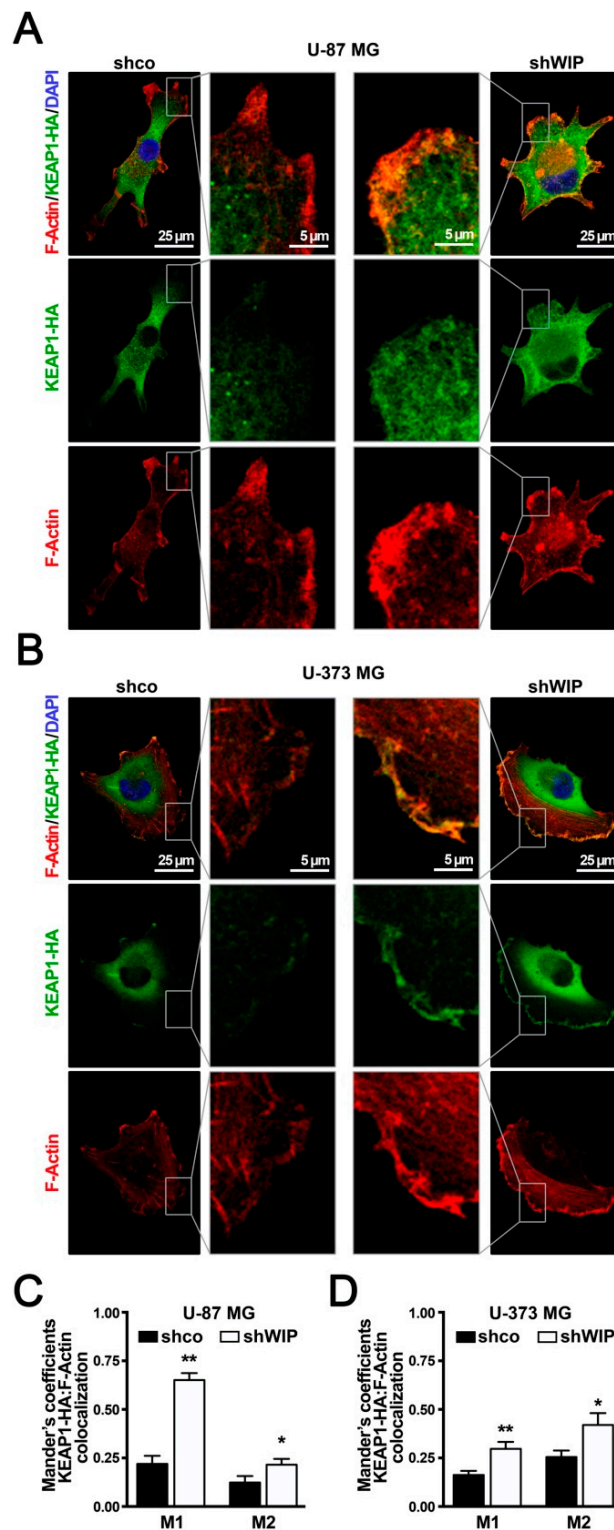 A
U-87 MG
shco
shWIP
F-Actin/KEAP1-HA/DAPI
25 µm
5 µm
5 µm
25 µm
KEAP1-HA
F-Actin
B
U-373 MG
shco
shWIP
F-Actin/KEAP1-HA/DAPI
25 µm
5 µm
5 µm
25 µm
KEAP1-HA
F-Actin
C
U-87 MG
shco
shWIP
Mander's coefficients
KEAP1-HA:F-Actin
colocalization
1.00
0.75
0.50
0.25
0.00
**
*
M1
M2
D
U-373 MG
shco
shWIP
Mander's coefficients
KEAP1-HA:F-Actin
colocalization
1.00
0.75
0.50
0.25
0.00
**
*
M1
M2